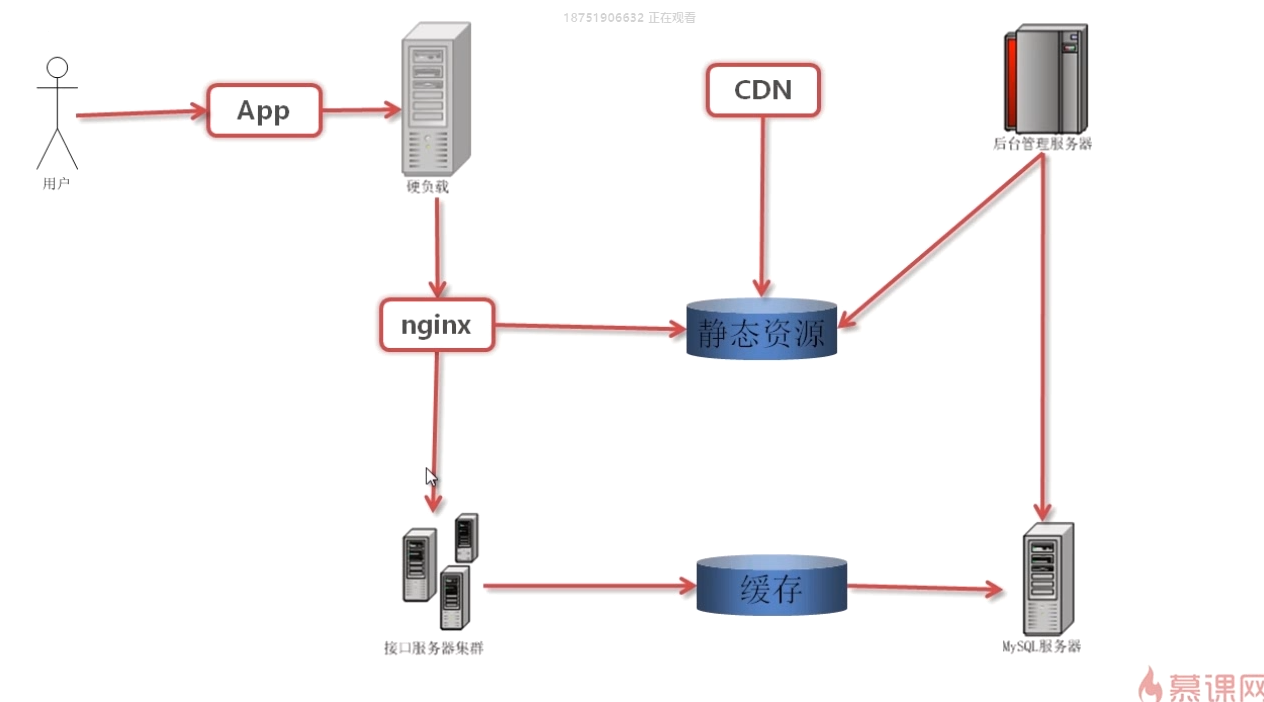 18751906632 正在观看
用户
App
硬负载
CDN
后台管理服务器
nginx
静态资源
接口服务器集群
缓存
MySQL服务器
慕课网